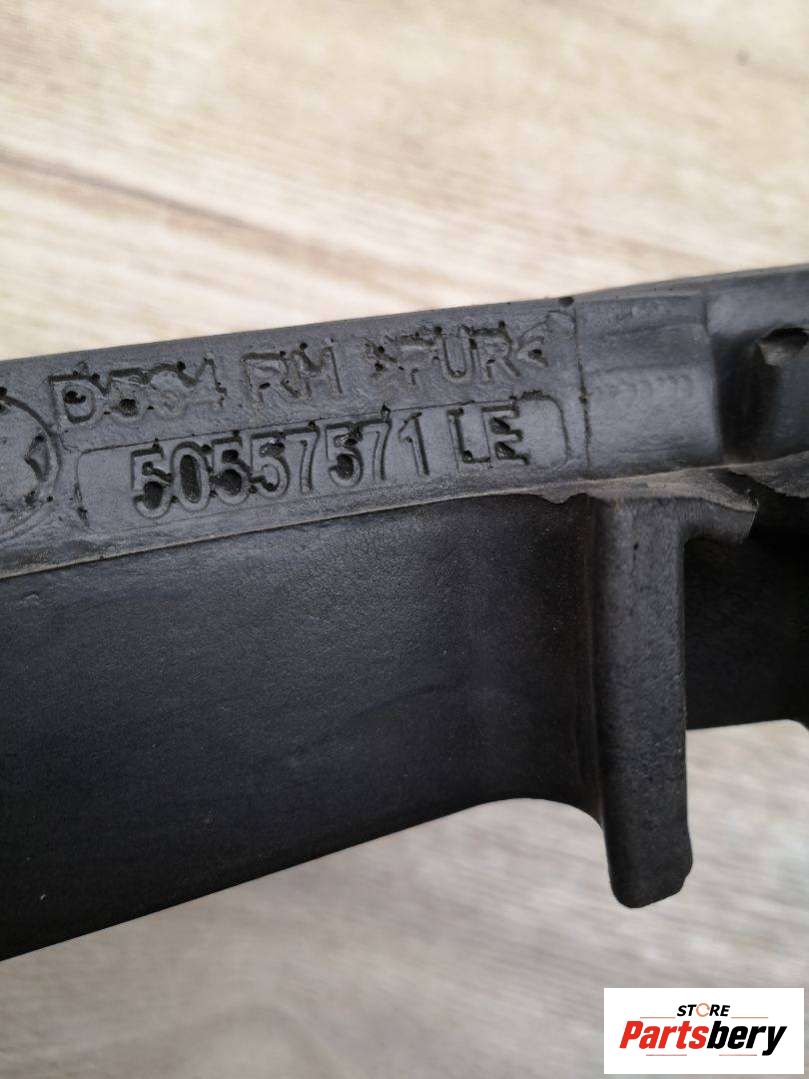 D534 RH >PUR<
50557571 LE
STORE
Partsbery